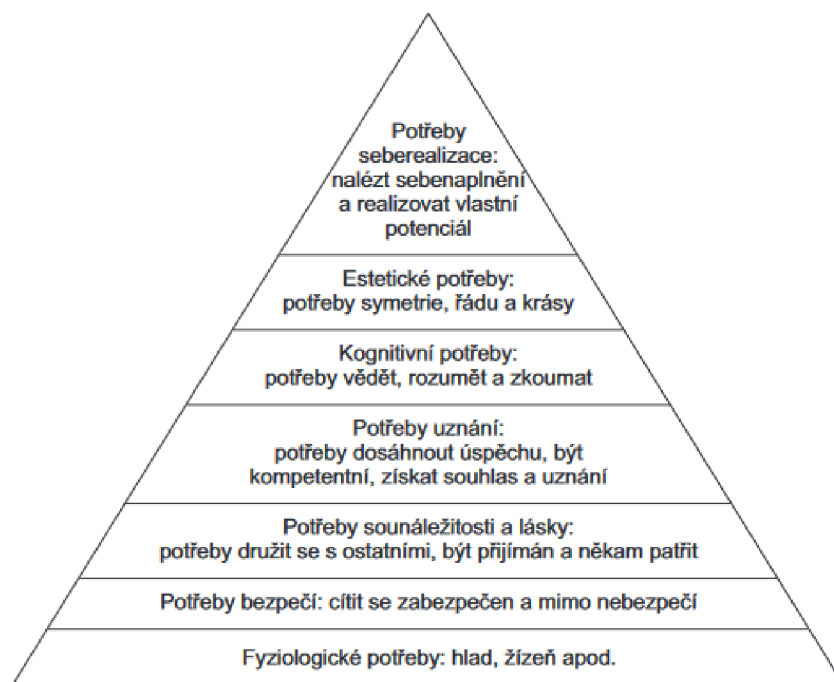 Potřeby
seberealizace:
nalézt sebenaplnění
a realizovat vlastní
potenciál
Estetické potřeby:
potřeby symetrie, řádu a krásy
Kognitivní potřeby:
potřeby vědět, rozumět a zkoumat
Potřeby uznání:
potřeby dosáhnout úspěchu, být
kompetentní, získat souhlas a uznání
Potřeby sounáležitosti a lásky:
potřeby družit se s ostatními, být přijímán a někam patřit
Potřeby bezpečí: cítit se zabezpečen a mimo nebezpečí
Fyziologické potřeby: hlad, žízeň apod.